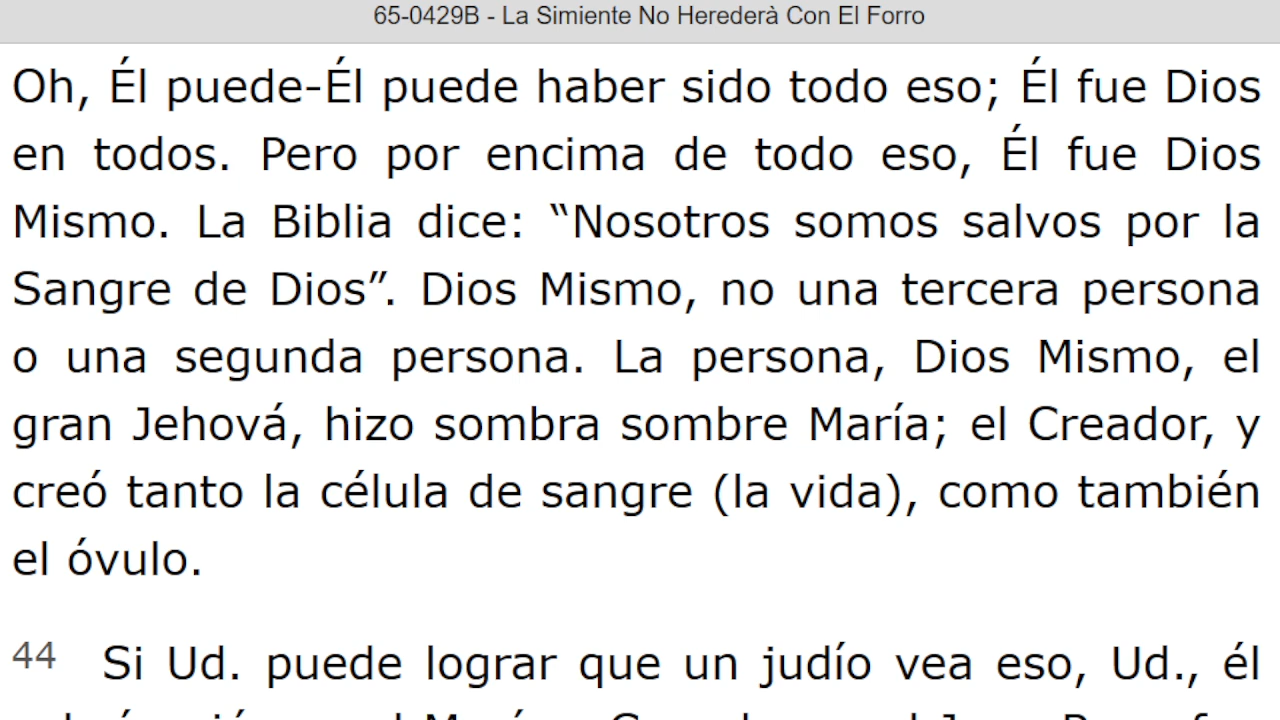 65-0429B - La Simiente No Herederà Con El Forro
Oh, Él puede-Él puede haber sido todo eso; Él fue Dios
en todos. Pero por encima de todo eso, Él fue Dios
Mismo. La Biblia dice: “Nosotros somos salvos por la
Sangre de Dios”. Dios Mismo, no una tercera persona
o una segunda persona. La persona, Dios Mismo, el
gran Jehová, hizo sombra sombre María; el Creador, y
creó tanto la célula de sangre (la vida), como también
el óvulo.
44 Si Ud. puede lograr que un judío vea eso, Ud., él